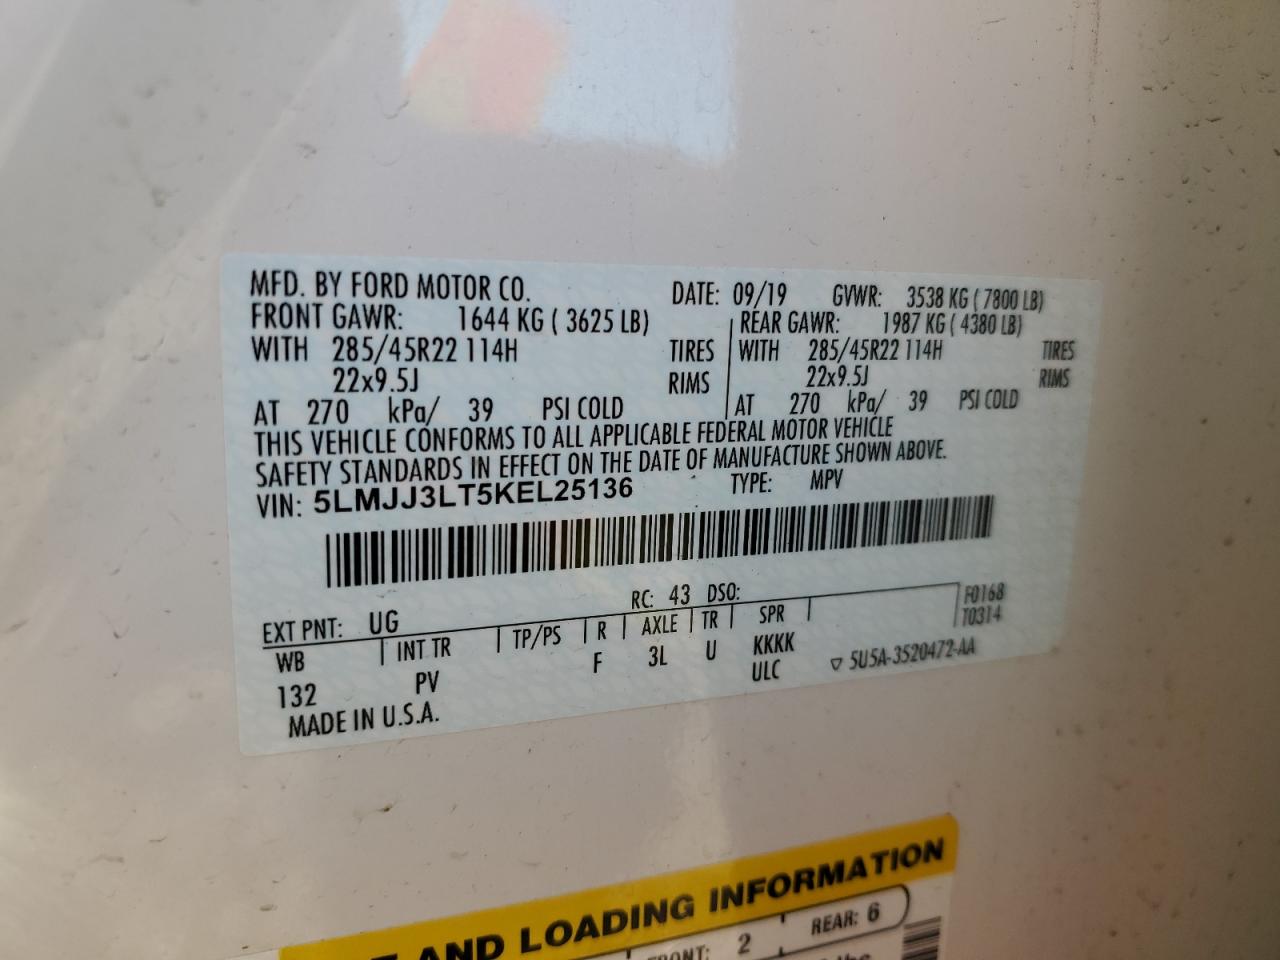 MFD. BY FORD MOTOR CO. DATE: 09/19 GVWR: 3538 KG ( 7800 LB)
FRONT GAWR: 1644 KG ( 3625 LB) REAR GAWR: 1987 KG ( 4380 LB)
WITH 285/45R22 114H TIRES WITH 285/45R22 114H TIRES
22x9.5J RIMS 22x9.5J RIMS
AT 270 kPa/ 39 PSI COLD AT 270 kPa/ 39 PSI COLD
THIS VEHICLE CONFORMS TO ALL APPLICABLE FEDERAL MOTOR VEHICLE
SAFETY STANDARDS IN EFFECT ON THE DATE OF MANUFACTURE SHOWN ABOVE.
VIN: 5LMJJ3LT5KEL25136 TYPE: MPV
EXT PNT: UG RC: 43 DSO: F0168
WB INT TR TP/PS R AXLE TR SPR T0314
132 PV F 3L U KKKK
ULC ▽ 5U5A-3520472-AA
MADE IN U.S.A.
AND LOADING INFORMATION
2 REAR: 6